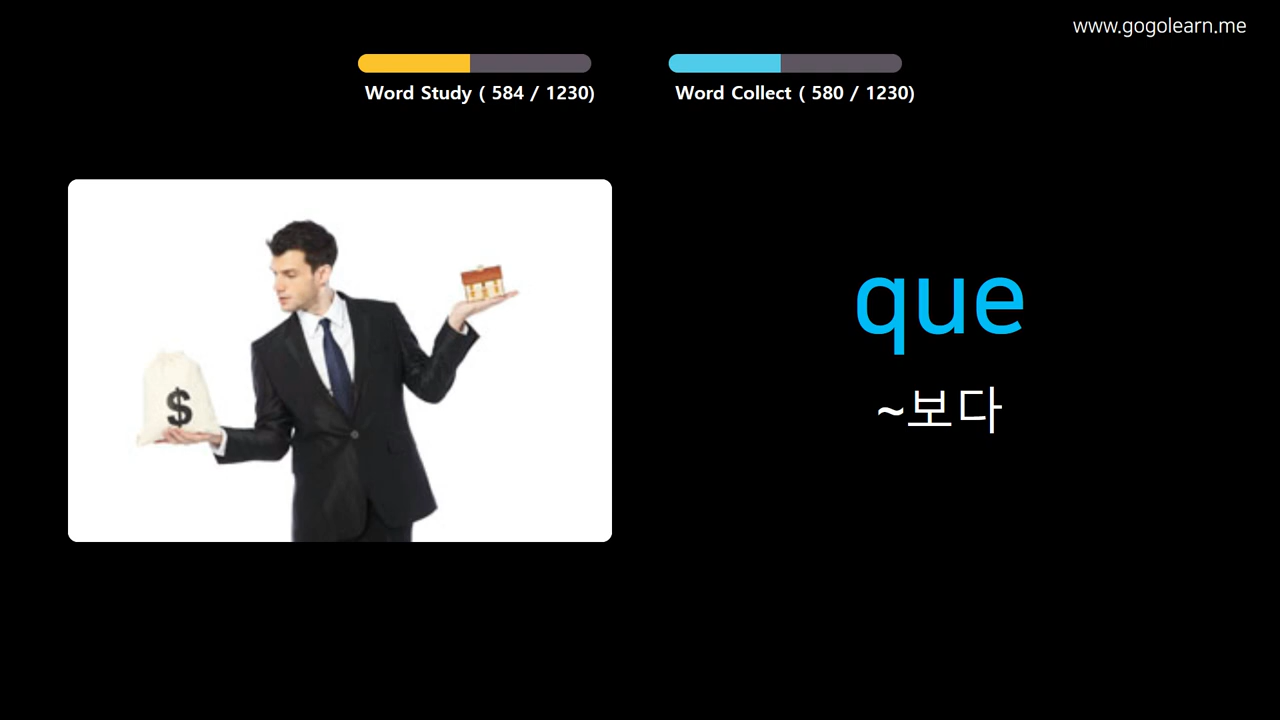 www.gogolearn.me
Word Study ( 584 / 1230)
Word Collect ( 580 / 1230)
$
que
~보다